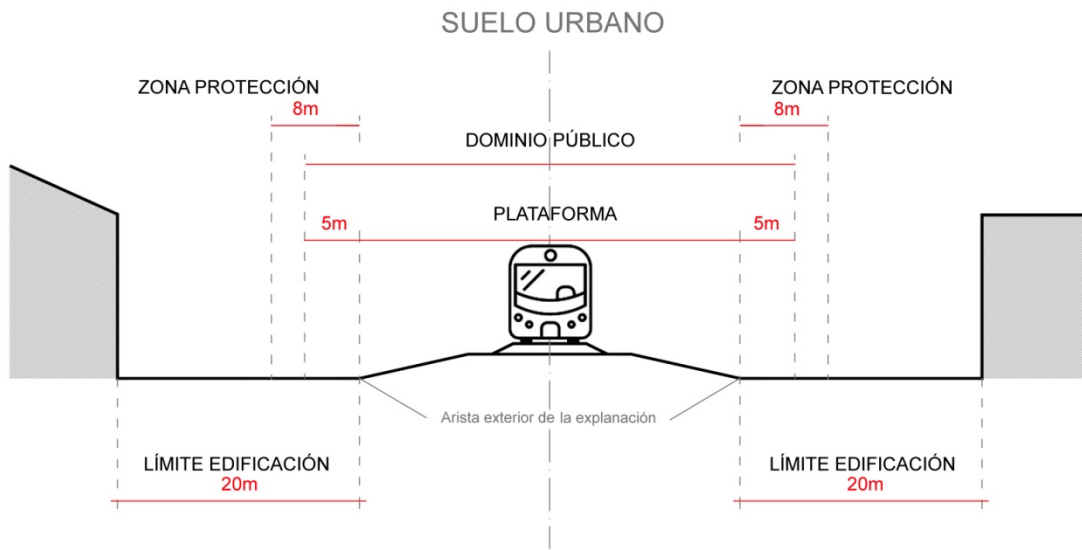 SUELO URBANO
ZONA PROTECCIÓN
ZONA PROTECCIÓN
8m
8m
DOMINIO PÚBLICO
PLATAFORMA
5m
5m
Arista exterior de la explanación
LÍMITE EDIFICACIÓN
LÍMITE EDIFICACIÓN
20m
20m